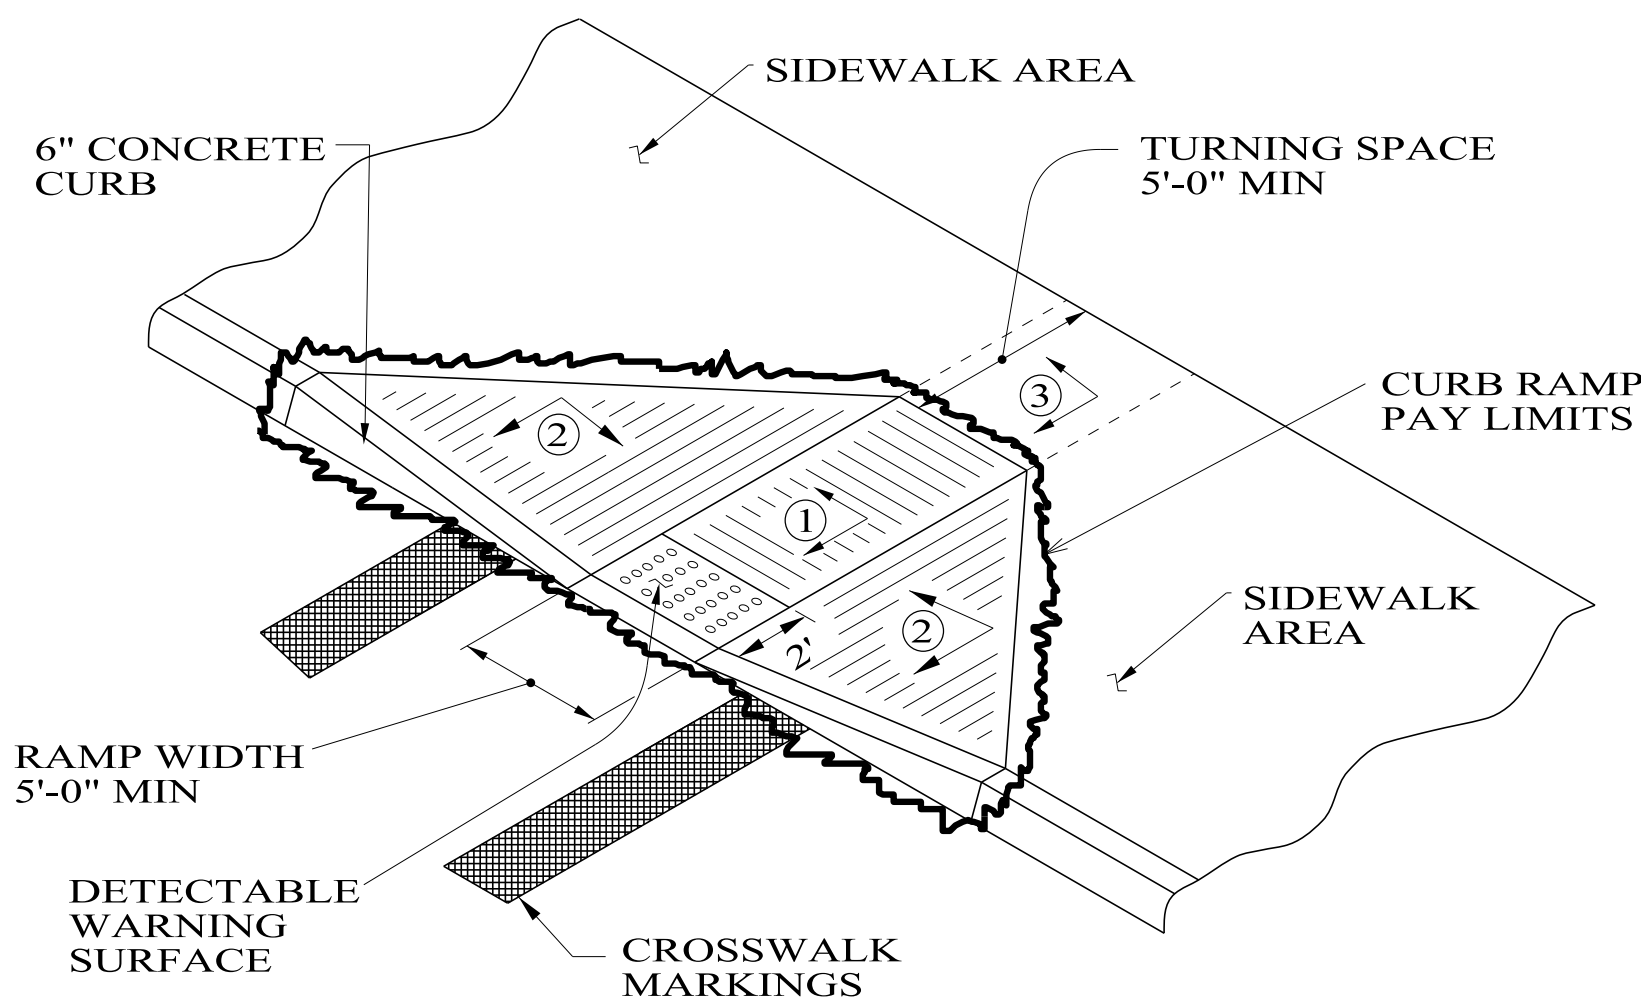 SIDEWALK AREA
6" CONCRETE
CURB
TURNING SPACE
5'-0" MIN
3
CURB RAMP
PAY LIMITS
2
1
SIDEWALK
AREA
2
2'
RAMP WIDTH
5'-0" MIN
DETECTABLE
WARNING
SURFACE
CROSSWALK
MARKINGS